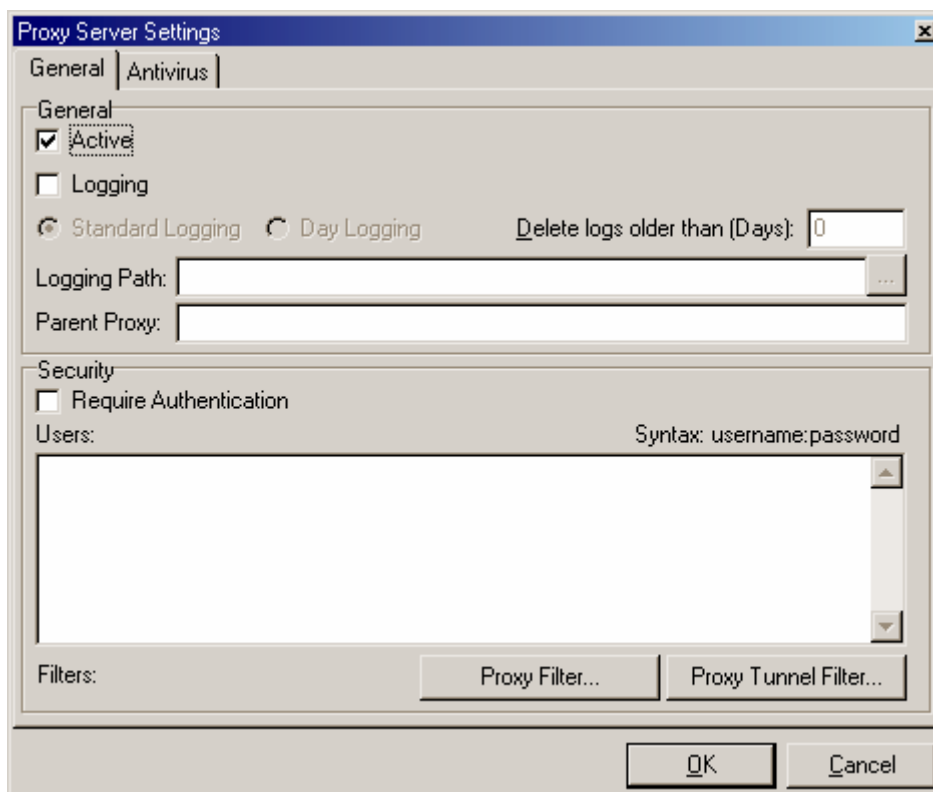 Proxy Server Settings
General Antivirus
General
Active
Logging
Standard Logging Day Logging Delete logs older than (Days): 0
Logging Path: ...
Parent Proxy:
Security
Require Authentication
Users: Syntax: username:password
Filters: Proxy Filter... Proxy Tunnel Filter...
OK Cancel